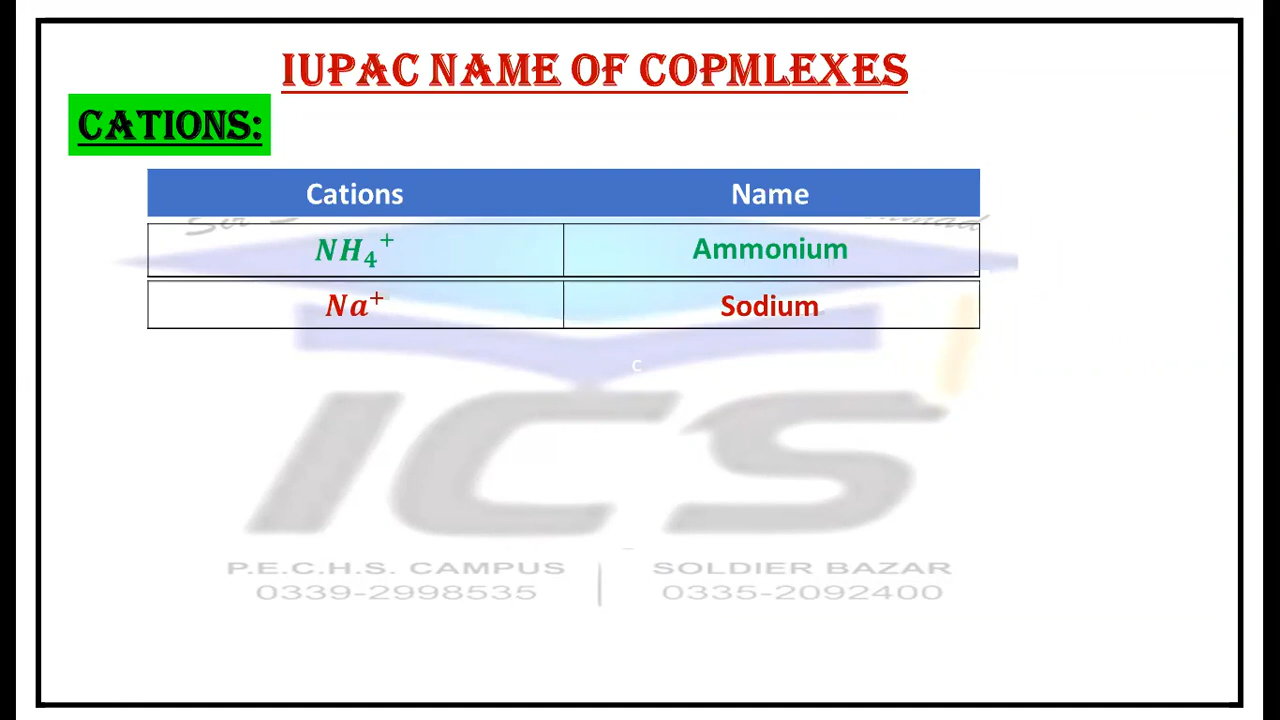 IUPAC NAME OF COPMLEXES
CATIONS:
Cations Name
NH₄⁺ Ammonium
Na⁺ Sodium
c
ICS
P.E.C.H.S. CAMPUS | SOLDIER BAZAR
0339-2998535 0335-2092400